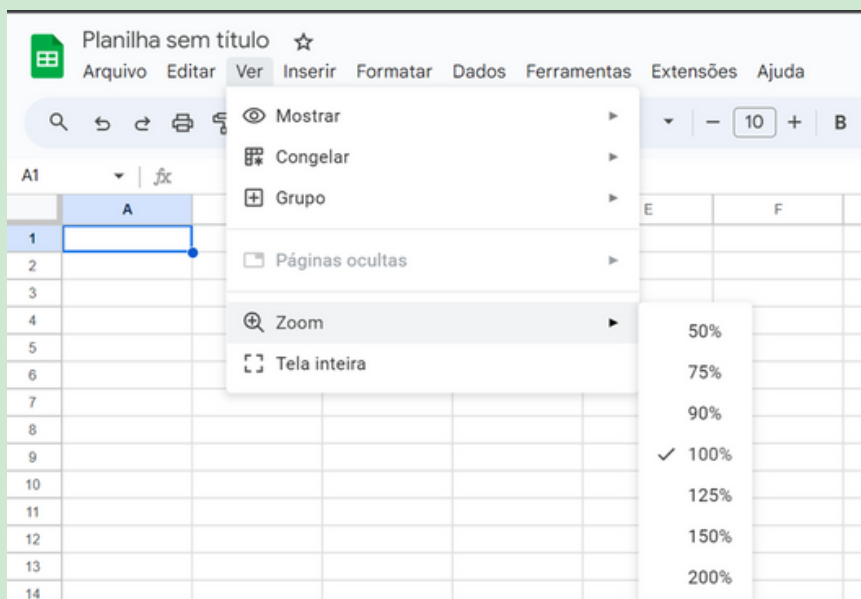 Planilha sem título
Arquivo Editar Ver Inserir Formatar Dados Ferramentas Extensões Ajuda
10 B
A1 fx
A E F
Mostrar
Congelar
Grupo
Páginas ocultas
Zoom
Tela inteira
50%
75%
90%
100%
125%
150%
200%
1
2
3
4
5
6
7
8
9
10
11
12
13
14